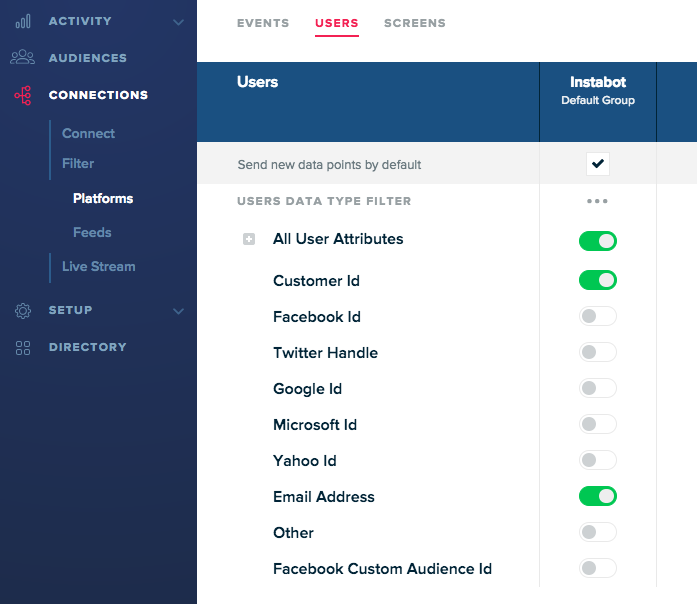 ACTIVITY
AUDIENCES
CONNECTIONS
Connect
Filter
Platforms
Feeds
Live Stream
SETUP
DIRECTORY
EVENTS USERS SCREENS
Users Instabot
Default Group
Send new data points by default
USERS DATA TYPE FILTER
All User Attributes
Customer Id
Facebook Id
Twitter Handle
Google Id
Microsoft Id
Yahoo Id
Email Address
Other
Facebook Custom Audience Id